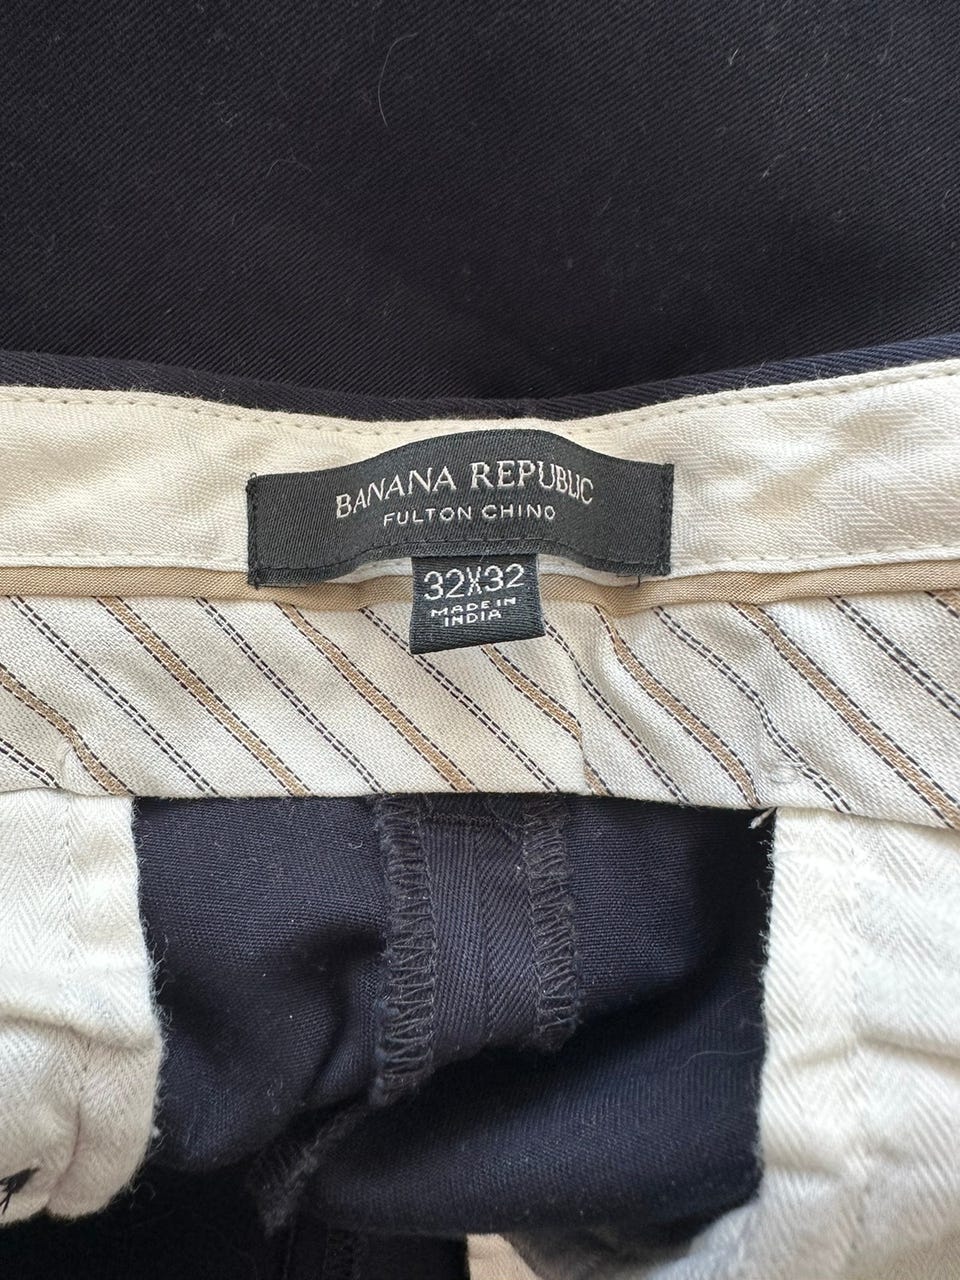 BANANA REPUBLIC
FULTON CHINO
32X32
MADE IN
INDIA